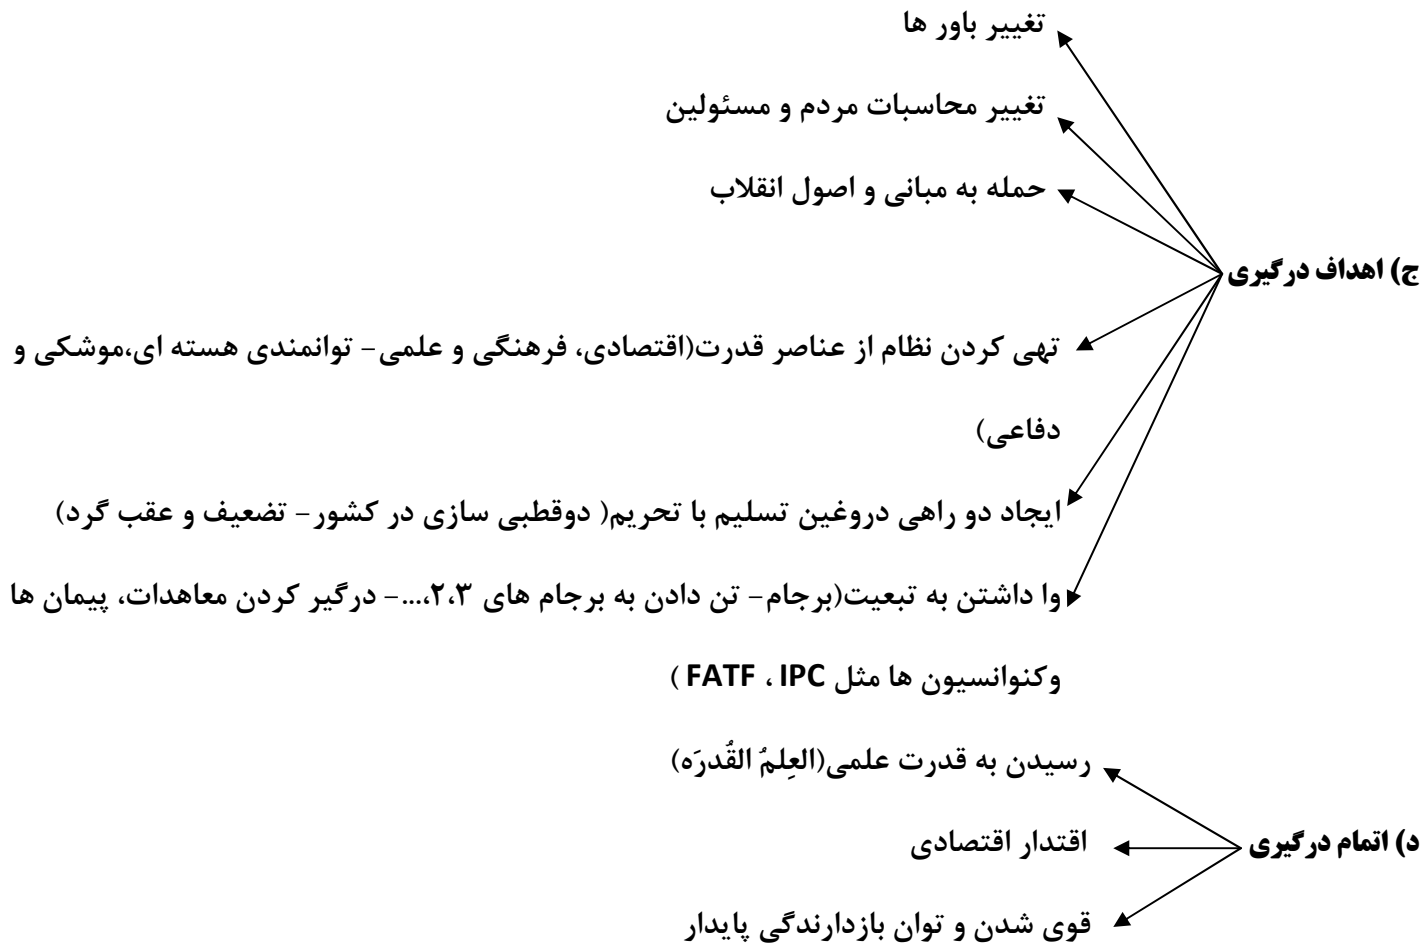 تغییر باور ها
تغییر محاسبات مردم و مسئولین
حمله به مبانی و اصول انقلاب
ج) اهداف درگیری
تهی کردن نظام از عناصر قدرت(اقتصادی، فرهنگی و علمی- توانمندی هسته ای،موشکی و
دفاعی)
ایجاد دو راهی دروغین تسلیم با تحریم( دوقطبی سازی در کشور- تضعیف و عقب گرد)
وا داشتن به تبعیت(برجام- تن دادن به برجام های ۲،۳،...- درگیر کردن معاهدات، پیمان ها
وکنوانسیون ها مثل FATF ، IPC )
رسیدن به قدرت علمی(العِلمُ القُدرَه)
د) اتمام درگیری
اقتدار اقتصادی
قوی شدن و توان بازدارندگی پایدار